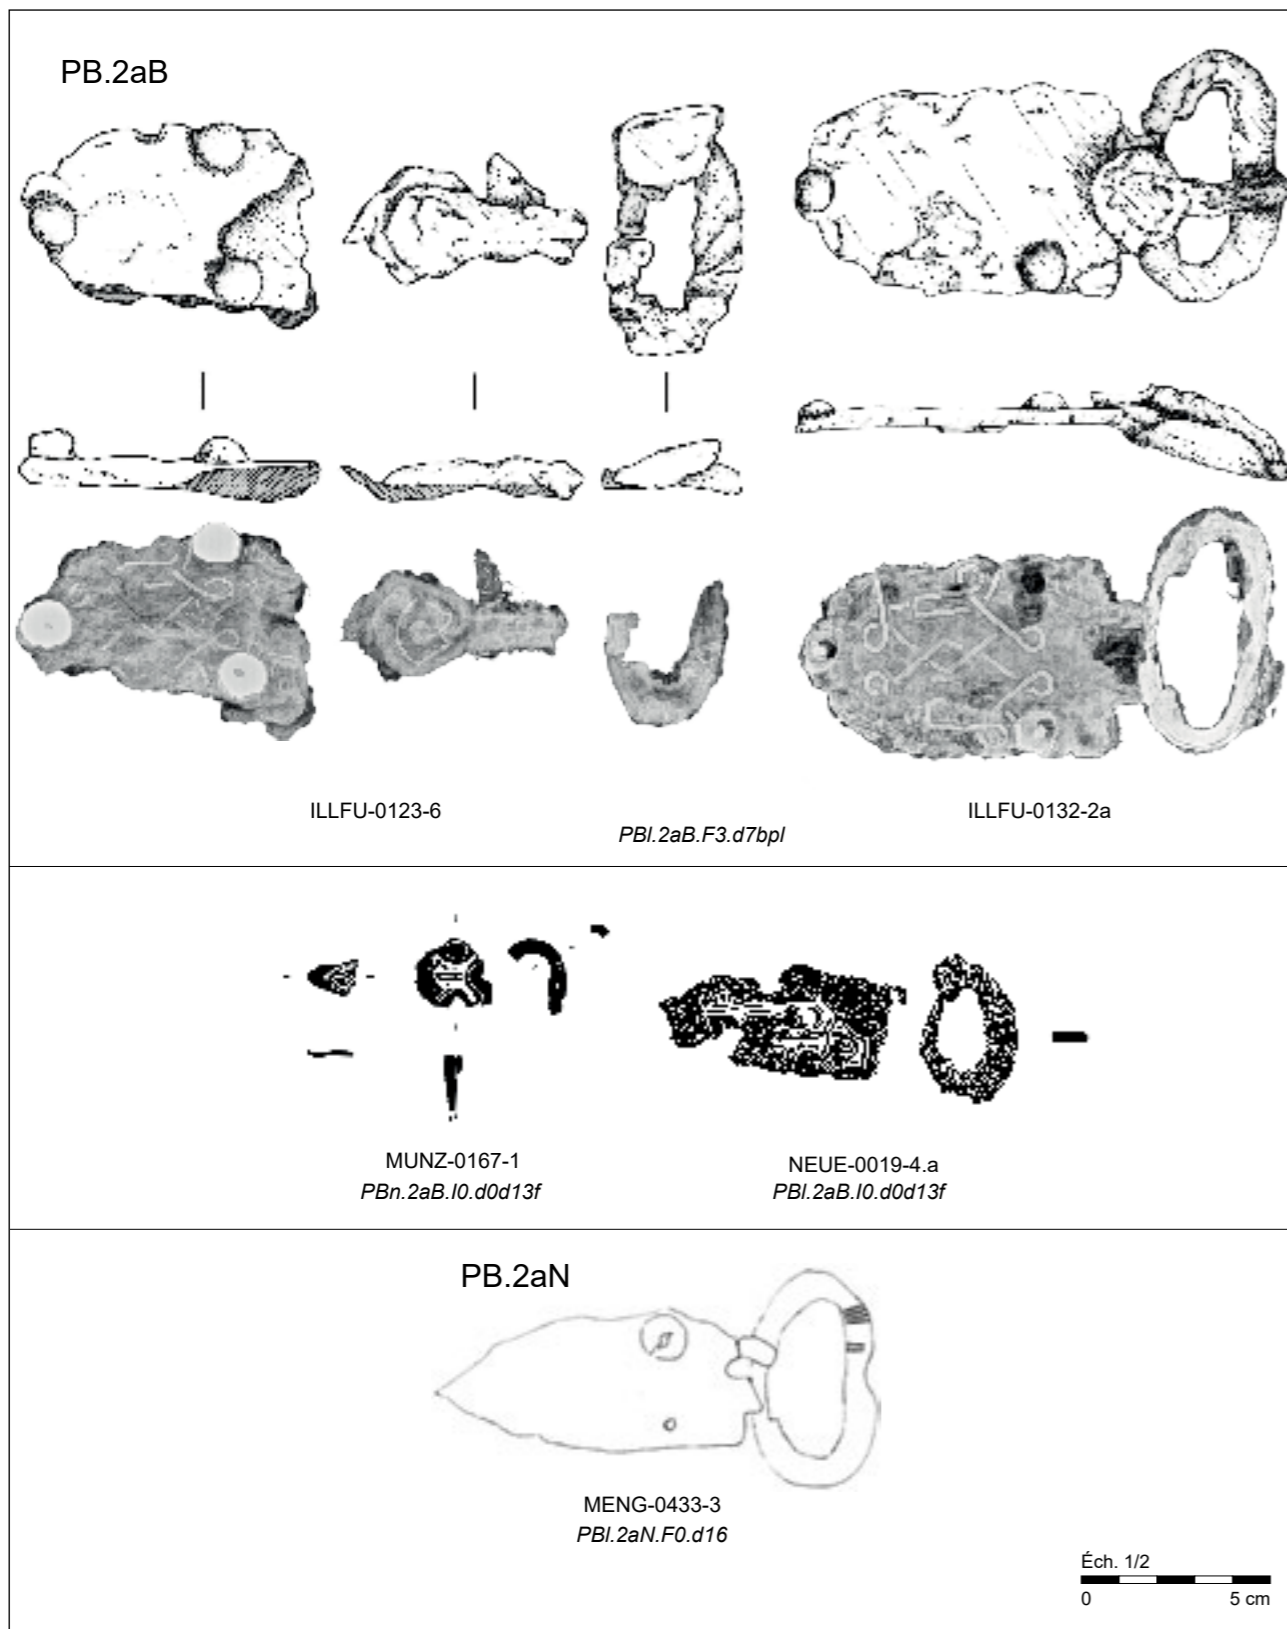 PB.2aB
ILLFU-0123-6
ILLFU-0132-2a
PBl.2aB.F3.d7bpl
MUNZ-0167-1
PBn.2aB.I0.d0d13f
NEUE-0019-4.a
PBl.2aB.I0.d0d13f
PB.2aN
MENG-0433-3
PBl.2aN.F0.d16
Éch. 1/2
0 5 cm